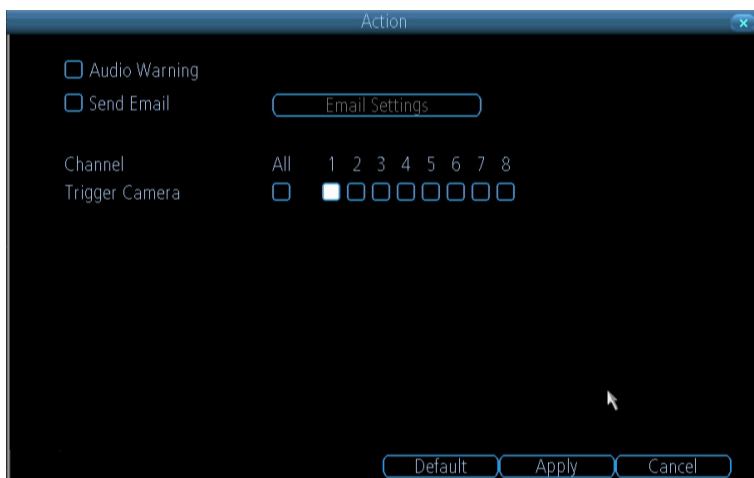 Action
Audio Warning
Send Email Email Settings
Channel All 1 2 3 4 5 6 7 8
Trigger Camera
Default Apply Cancel